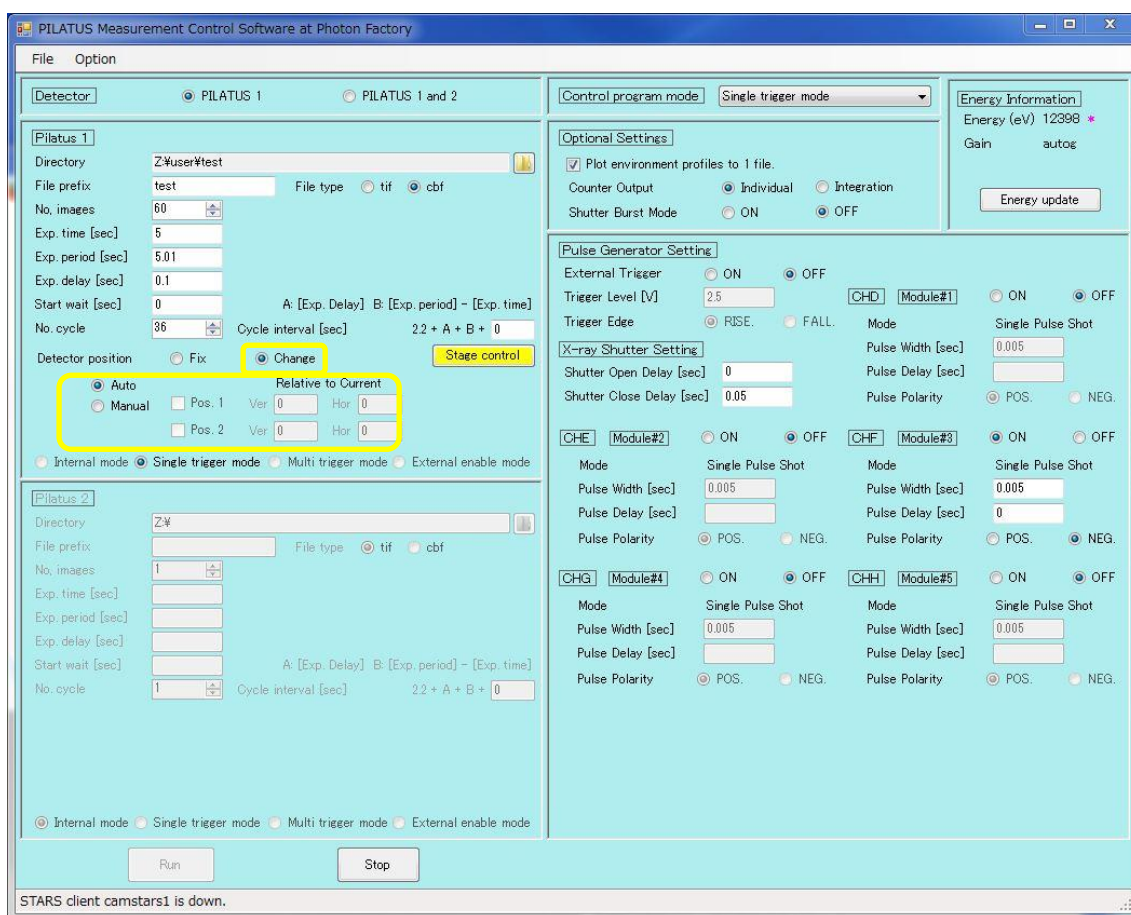 PILATUS Measurement Control Software at Photon Factory
File Option
Detector PILATUS 1 PILATUS 1 and 2
Pilatus 1
Directory Z:¥user¥test
File prefix test File type tif cbf
No, images 60
Exp. time [sec] 5
Exp. period [sec] 5.01
Exp. delay [sec] 0.1
Start wait [sec] 0 A: [Exp. Delay] B: [Exp. period] - [Exp. time]
No. cycle 36 Cycle interval [sec] 2.2 + A + B + 0
Detector position Fix Change Stage control
Auto Relative to Current
Manual Pos. 1 Ver 0 Hor 0
Pos. 2 Ver 0 Hor 0
Internal mode Single trigger mode Multi trigger mode External enable mode
Pilatus 2
Directory Z:¥
File prefix File type tif cbf
No, images 1
Exp. time [sec]
Exp. period [sec]
Exp. delay [sec]
Start wait [sec] A: [Exp. Delay] B: [Exp. period] - [Exp. time]
No. cycle 1 Cycle interval [sec] 2.2 + A + B + 0
Internal mode Single trigger mode Multi trigger mode External enable mode
Run Stop
Control program mode Single trigger mode
Optional Settings
Plot environment profiles to 1 file.
Counter Output Individual Integration
Shutter Burst Mode ON OFF
Energy Information
Energy (eV) 12398 *
Gain autog
Energy update
Pulse Generator Setting
External Trigger ON OFF
Trigger Level [V] 2.5
Trigger Edge RISE. FALL.
X-ray Shutter Setting
Shutter Open Delay [sec] 0
Shutter Close Delay [sec] 0.05
CHD Module#1 ON OFF
Mode Single Pulse Shot
Pulse Width [sec] 0.005
Pulse Delay [sec]
Pulse Polarity POS. NEG.
CHE Module#2 ON OFF
Mode Single Pulse Shot
Pulse Width [sec] 0.005
Pulse Delay [sec]
Pulse Polarity POS. NEG.
CHF Module#3 ON OFF
Mode Single Pulse Shot
Pulse Width [sec] 0.005
Pulse Delay [sec] 0
Pulse Polarity POS. NEG.
CHG Module#4 ON OFF
Mode Single Pulse Shot
Pulse Width [sec] 0.005
Pulse Delay [sec]
Pulse Polarity POS. NEG.
CHH Module#5 ON OFF
Mode Single Pulse Shot
Pulse Width [sec] 0.005
Pulse Delay [sec]
Pulse Polarity POS. NEG.
STARS client camstars1 is down.